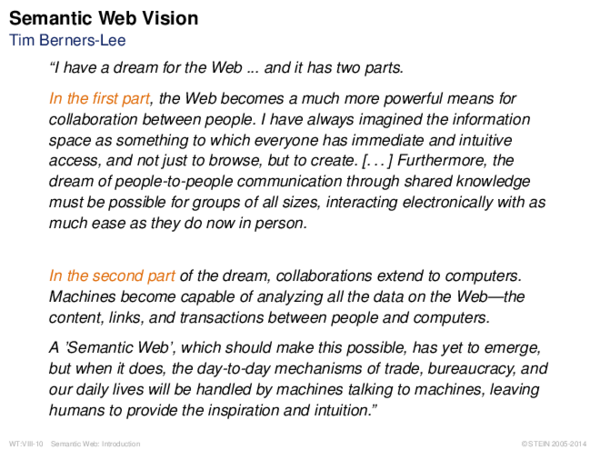 Semantic Web Vision
Tim Berners-Lee
“I have a dream for the Web ... and it has two parts.
In the first part, the Web becomes a much more powerful means for
collaboration between people. I have always imagined the information
space as something to which everyone has immediate and intuitive
access, and not just to browse, but to create. [. . . ] Furthermore, the
dream of people-to-people communication through shared knowledge
must be possible for groups of all sizes, interacting electronically with as
much ease as they do now in person.
In the second part of the dream, collaborations extend to computers.
Machines become capable of analyzing all the data on the Web—the
content, links, and transactions between people and computers.
A ’Semantic Web’, which should make this possible, has yet to emerge,
but when it does, the day-to-day mechanisms of trade, bureaucracy, and
our daily lives will be handled by machines talking to machines, leaving
humans to provide the inspiration and intuition.”
WT:VIII-10 Semantic Web: Introduction © STEIN 2005-2014